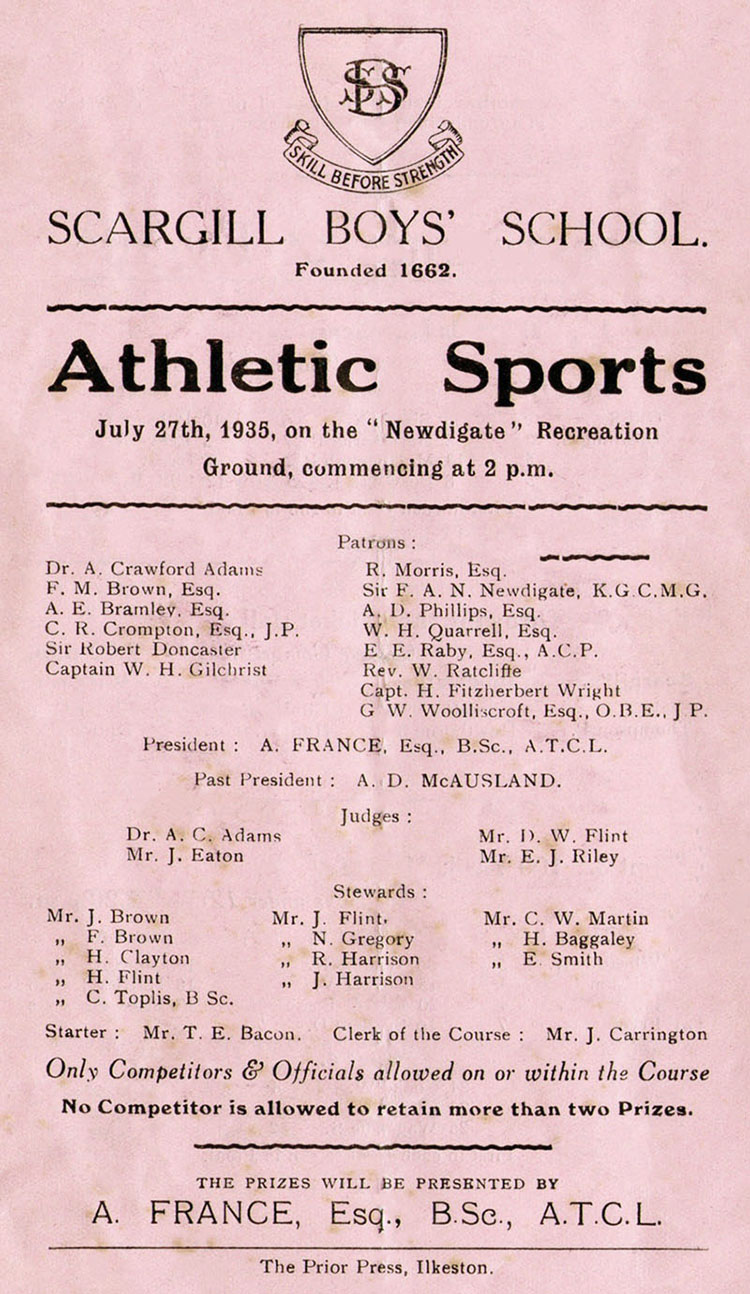 SBS
SKILL BEFORE STRENGTH
SCARGILL BOYS' SCHOOL.
Founded 1662.
Athletic Sports
July 27th, 1935, on the "Newdigate" Recreation
Ground, commencing at 2 p.m.
Patrons :
Dr. A. Crawford Adams
F. M. Brown, Esq.
A. E. Bramley, Esq.
C. R. Crompton, Esq., J.P.
Sir Robert Doncaster
Captain W. H. Gilchrist
R. Morris, Esq.
Sir F. A. N. Newdigate, K.G.C.M.G.
A. D. Phillips, Esq.
W. H. Quarrell, Esq.
E. E. Raby, Esq., A.C.P.
Rev. W. Ratcliffe
Capt. H. Fitzherbert Wright
G W. Woolliscroft, Esq., O.B.E., J P.
President : A. FRANCE, Esq., B.Sc., A.T.C.L.
Past President : A. D. McAUSLAND.
Judges :
Dr. A. C. Adams
Mr. J. Eaton
Mr. D. W. Flint
Mr. E. J. Riley
Stewards :
Mr. J. Brown
„ F. Brown
„ H. Clayton
„ H. Flint
„ C. Toplis, B Sc.
Mr. J. Flint,
„ N. Gregory
„ R. Harrison
„ J. Harrison
Mr. C. W. Martin
„ H. Baggaley
„ E. Smith
Starter : Mr. T. E. Bacon. Clerk of the Course : Mr. J. Carrington
Only Competitors & Officials allowed on or within the Course
No Competitor is allowed to retain more than two Prizes.
THE PRIZES WILL BE PRESENTED BY
A. FRANCE, Esq., B.Sc., A.T.C.L.
The Prior Press, Ilkeston.